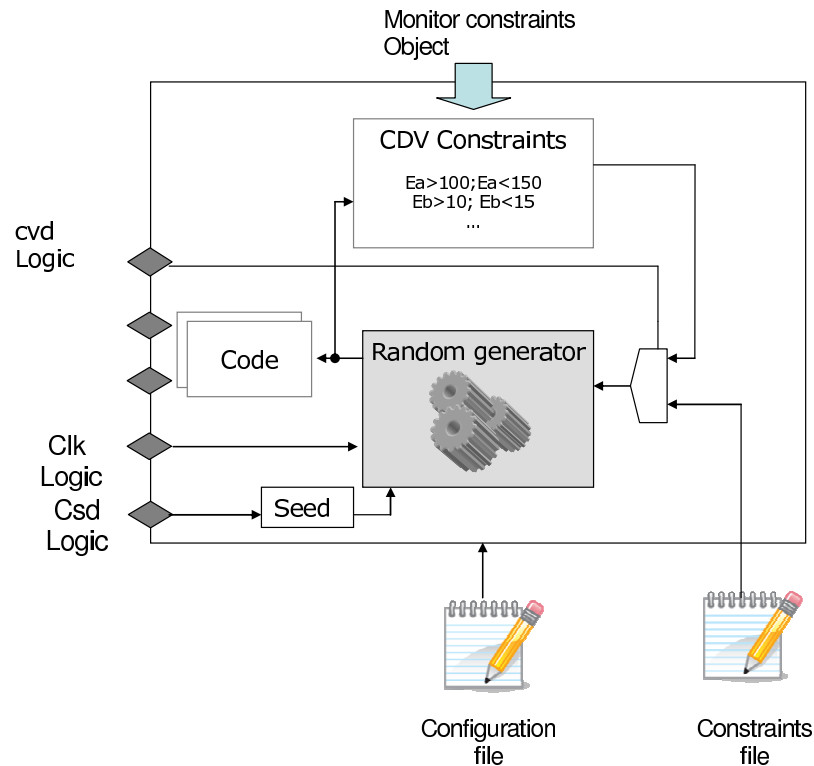 Monitor constraints
Object
CDV Constraints
Ea>100;Ea<150
Eb>10; Eb<15
...
cvd
Logic
Code
Random generator
Clk
Logic
Csd
Logic
Seed
Configuration
file
Constraints
file